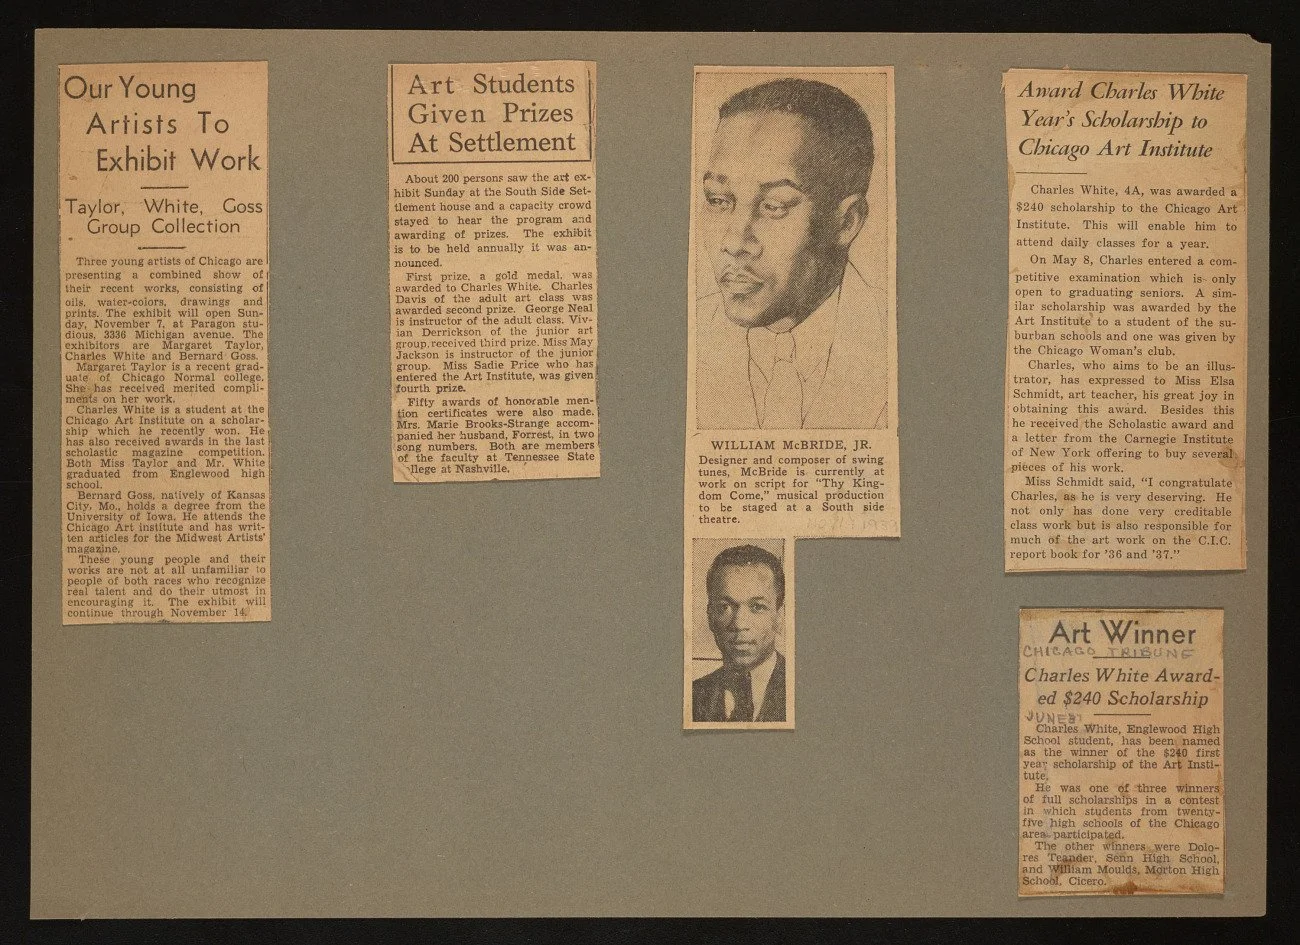 Our Young
Artists To
Exhibit Work
Taylor, White, Goss
Group Collection
Three young artists of Chicago are
presenting a combined show of
their recent works, consisting of
oils, water-colors, drawings and
prints. The exhibit will open Sun-
day, November 7, at Paragon stu-
dious, 3336 Michigan avenue. The
exhibitors are Margaret Taylor,
Charles White and Bernard Goss.
Margaret Taylor is a recent grad-
uate of Chicago Normal college.
She has received merited compli-
ments on her work.
Charles White is a student at the
Chicago Art Institute on a scholar-
ship which he recently won. He
has also received awards in the last
scholastic magazine competition.
Both Miss Taylor and Mr. White
graduated from Englewood high
school.
Bernard Goss, natively of Kansas
City, Mo., holds a degree from the
University of Iowa. He attends the
Chicago Art institute and has writ-
ten articles for the Midwest Artists'
magazine.
These young people and their
works are not at all unfamiliar to
people of both races who recognize
real talent and do their utmost in
encouraging it. The exhibit will
continue through November 14.
Art Students
Given Prizes
At Settlement
About 200 persons saw the art ex-
hibit Sunday at the South Side Set-
tlement house and a capacity crowd
stayed to hear the program and
awarding of prizes. The exhibit
is to be held annually it was an-
nounced.
First prize, a gold medal, was
awarded to Charles White. Charles
Davis of the adult art class was
awarded second prize. George Neal
is instructor of the adult class. Viv-
ian Derrickson of the junior art
group, received third prize. Miss May
Jackson is instructor of the junior
group. Miss Sadie Price who has
entered the Art Institute, was given
fourth prize.
Fifty awards of honorable men-
tion certificates were also made.
Mrs. Marie Brooks-Strange accom-
panied her husband, Forrest, in two
song numbers. Both are members
of the faculty at Tennessee State
llege at Nashville.
WILLIAM McBRIDE, JR.
Designer and composer of swing
tunes, McBride is currently at
work on script for "Thy King-
dom Come," musical production
to be staged at a South side
theatre.
Award Charles White
Year's Scholarship to
Chicago Art Institute
Charles White, 4A, was awarded a
$240 scholarship to the Chicago Art
Institute. This will enable him to
attend daily classes for a year.
On May 8, Charles entered a com-
petitive examination which is only
open to graduating seniors. A sim-
ilar scholarship was awarded by the
Art Institute to a student of the su-
burban schools and one was given by
the Chicago Woman's club.
Charles, who aims to be an illus-
trator, has expressed to Miss Elsa
Schmidt, art teacher, his great joy in
obtaining this award. Besides this
he received the Scholastic award and
a letter from the Carnegie Institute
of New York offering to buy several
pieces of his work.
Miss Schmidt said, "I congratulate
Charles, as he is very deserving. He
not only has done very creditable
class work but is also responsible for
much of the art work on the C.I.C.
report book for '36 and '37."
Art Winner
CHICAGO TRIBUNE
Charles White Award-
ed $240 Scholarship
JUNE 37
Charles White, Englewood High
School student, has been named
as the winner of the $240 first
year scholarship of the Art Insti-
tute.
He was one of three winners
of full scholarships in a contest
in which students from twenty-
five high schools of the Chicago
area participated.
The other winners were Dolo-
res Teander, Senn High School,
and William Moulds, Morton High
School, Cicero.